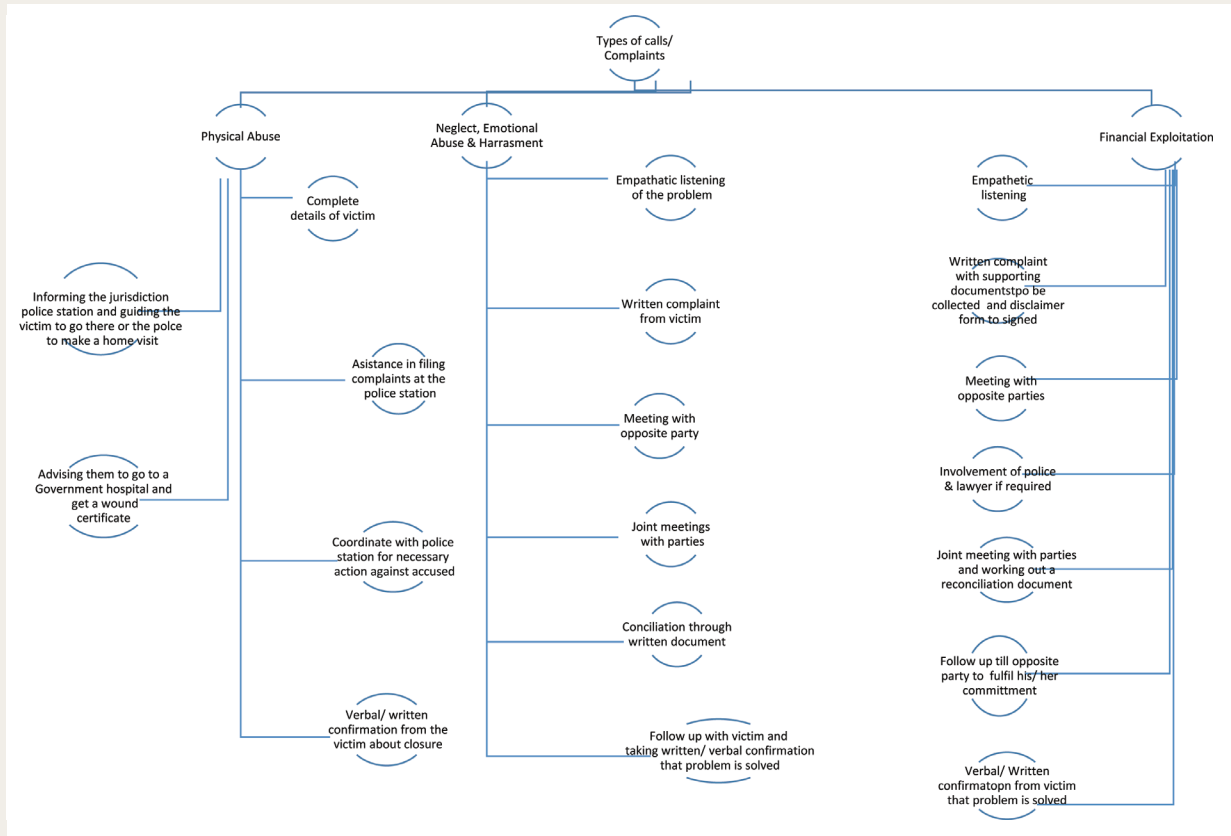 Types of calls/
Complaints
Physical Abuse
Neglect, Emotional
Abuse & Harrasment
Financial Exploitation
Complete
details of victim
Informing the jurisdiction
police station and guiding the
victim to go there or the polce
to make a home visit
Asistance in filing
complaints at the
police station
Advising them to go to a
Government hospital and
get a wound
certificate
Coordinate with police
station for necessary
action against accused
Verbal/ written
confirmation from the
victim about closure
Empathatic listening
of the problem
Written complaint
from victim
Meeting with
opposite party
Joint meetings
with parties
Conciliation through
written document
Follow up with victim and
taking written/ verbal confirmation
that problem is solved
Empathetic
listening
Written complaint
with supporting
documentstpo be
collected and disclaimer
form to signed
Meeting with
opposite parties
Involvement of police
& lawyer if required
Joint meeting with parties
and working out a
reconciliation document
Follow up till opposite
party to fulfil his/ her
committment
Verbal/ Written
confirmatopn from victim
that problem is solved